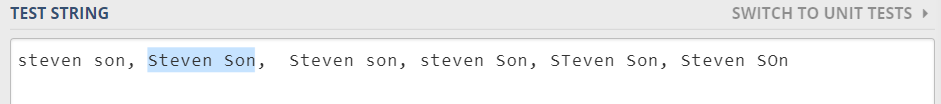 TEST STRING SWITCH TO UNIT TESTS
steven son, Steven Son,  Steven son, steven Son, STeven Son, Steven SOn